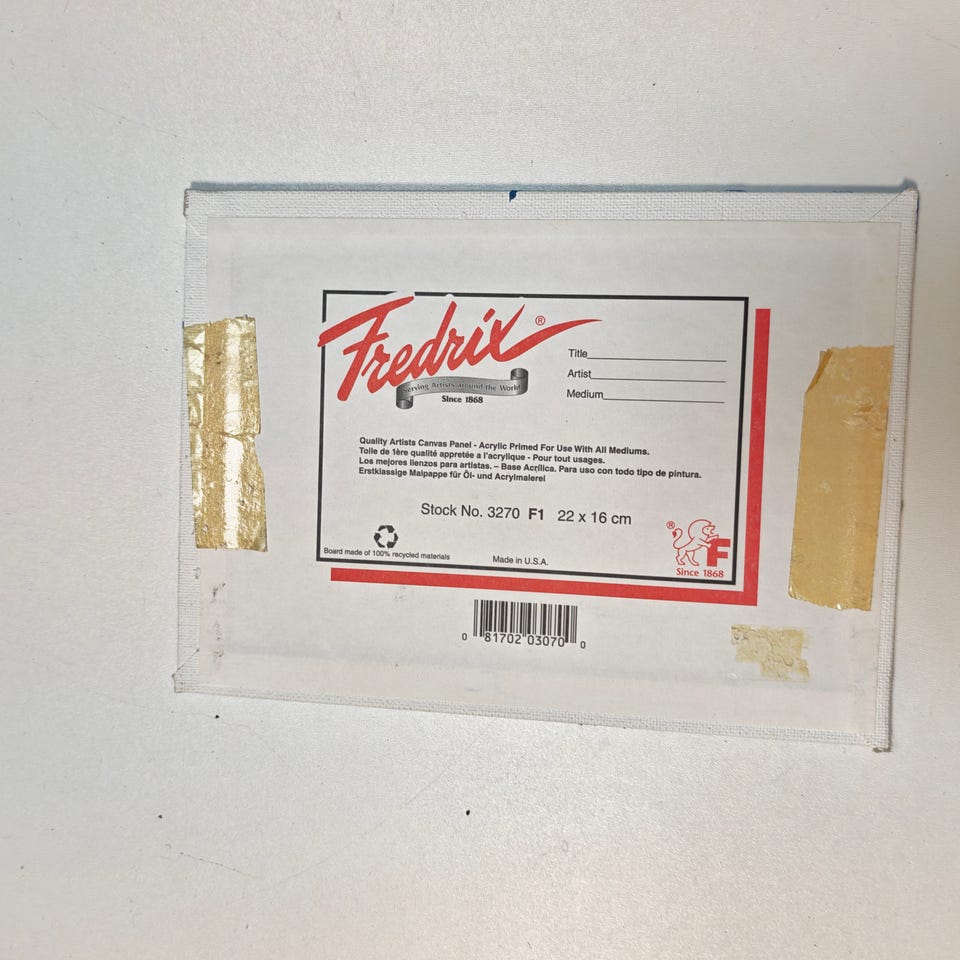 Fredrix ®
Serving Artists around the World
Since 1868
Title
Artist
Medium
Quality Artists Canvas Panel - Acrylic Primed For Use With All Mediums.
Toile de 1ère qualité appretée a l'acrylique - Pour tout usages.
Los mejores lienzos para artistas. – Base Acrílica. Para uso con todo tipo de pintura.
Erstklassige Malpappe für Öl- und Acrylmalerei
Stock No. 3270 F1 22 x 16 cm
Board made of 100% recycled materials
Made in U.S.A.
® F
Since 1868
0 81702 03070 0